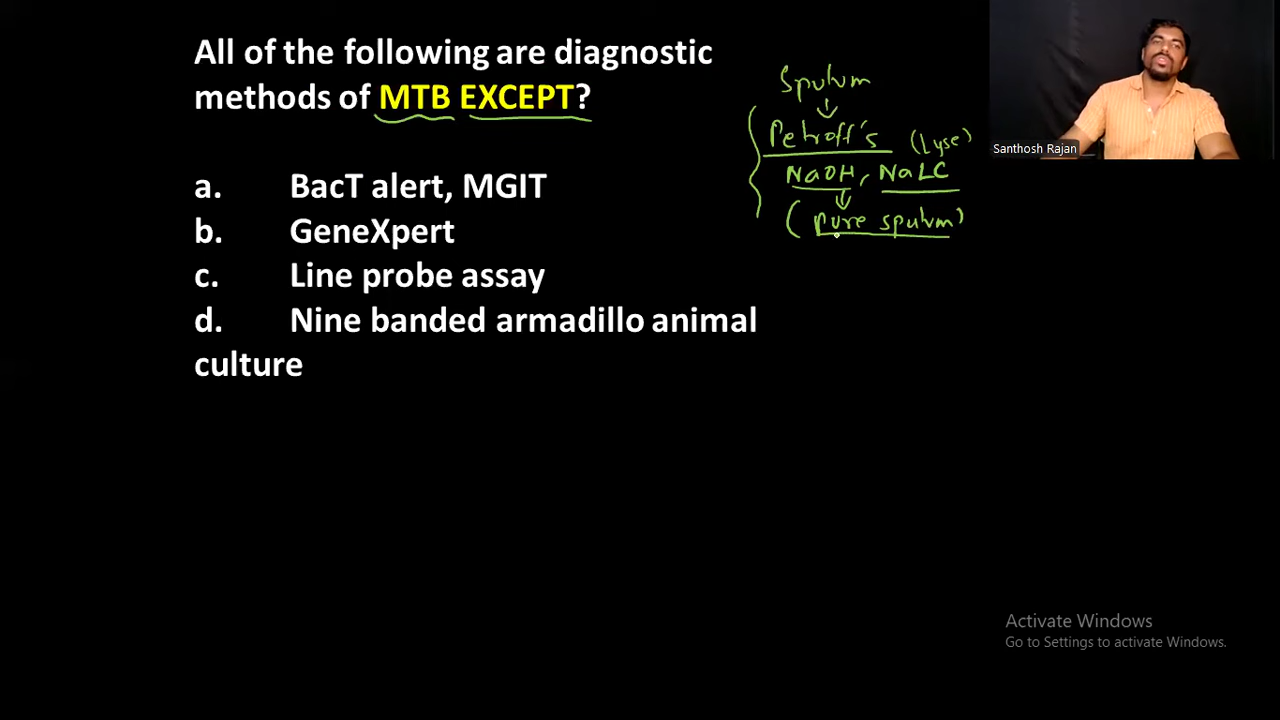 All of the following are diagnostic
methods of MTB EXCEPT?
a. BacT alert, MGIT
b. GeneXpert
c. Line probe assay
d. Nine banded armadillo animal
culture
Sputum
Petroff's (Lyse)
NaOH, NaLC
(pure sputum)
Santhosh Rajan
Activate Windows
Go to Settings to activate Windows.